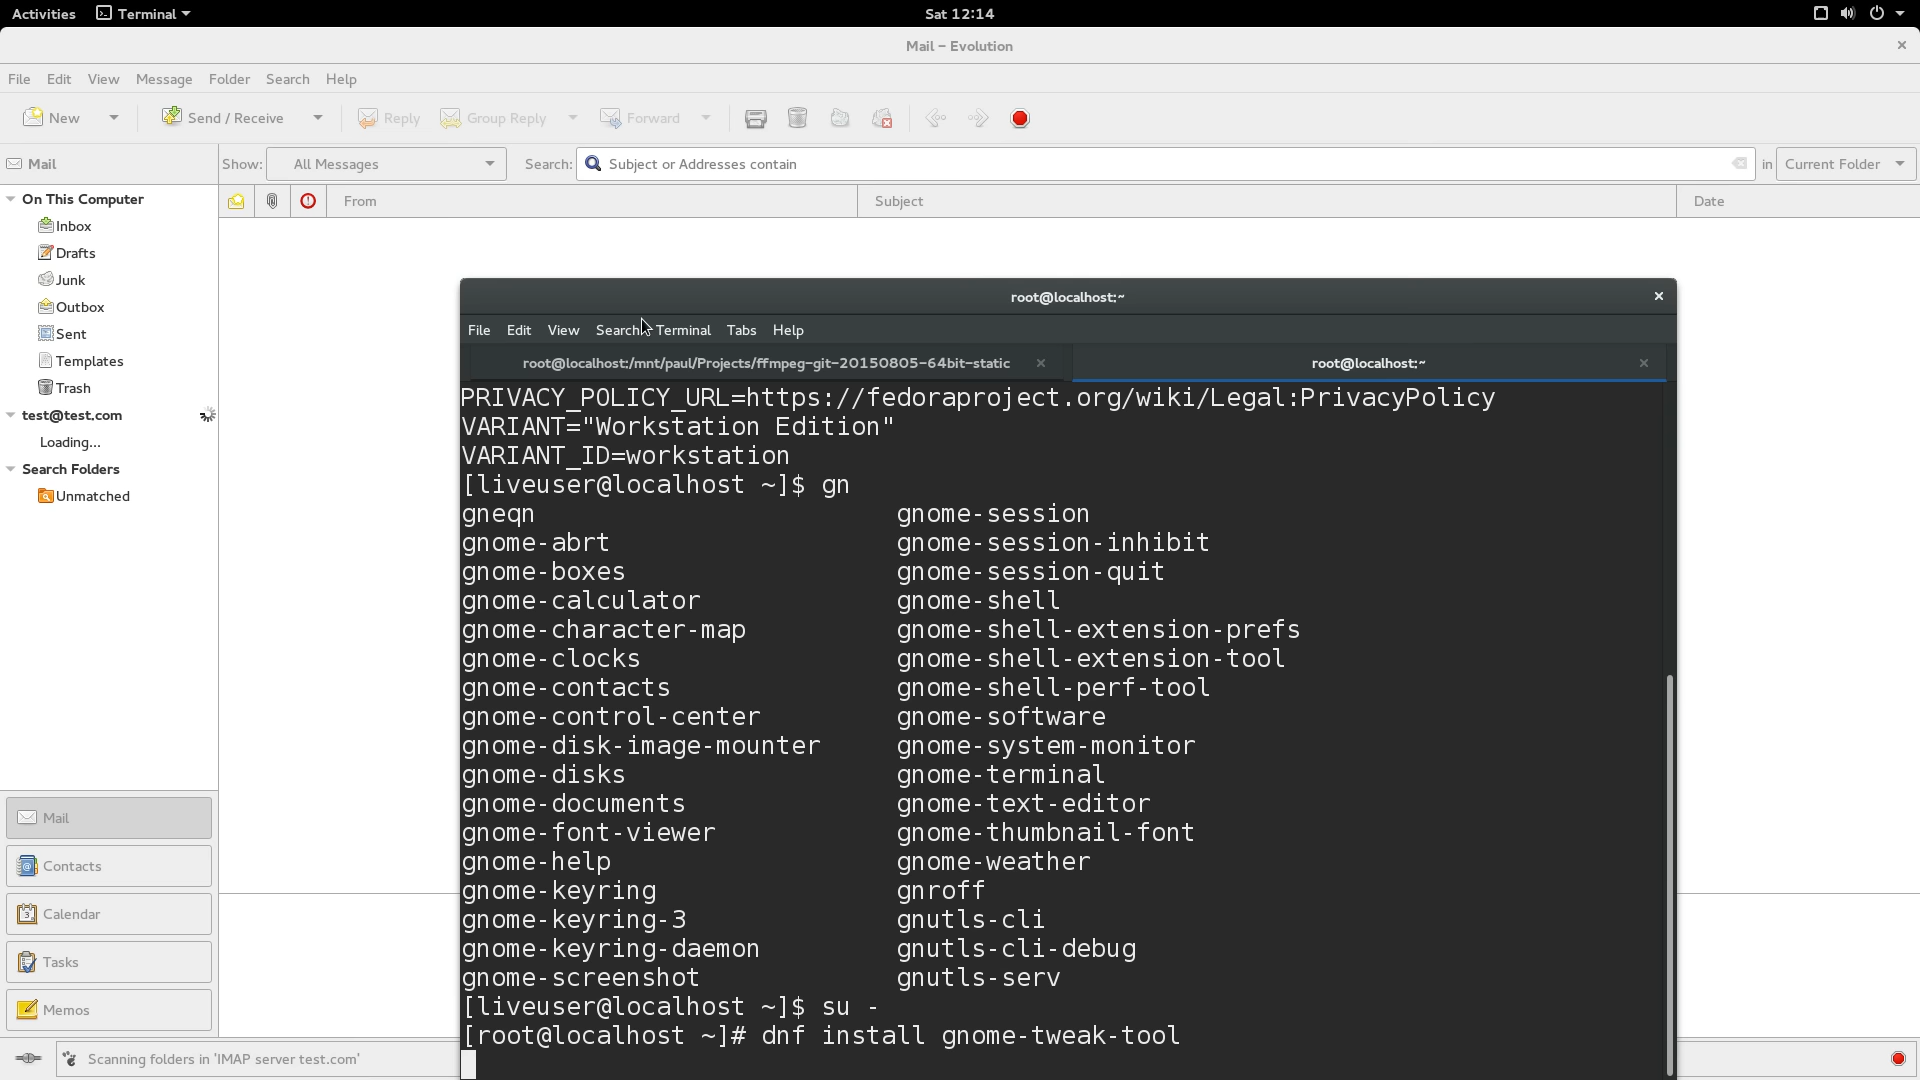 Activities Terminal Sat 12:14
Mail – Evolution
File Edit View Message Folder Search Help
New Send / Receive Reply Group Reply Forward
Mail Show: All Messages Search: Subject or Addresses contain in Current Folder
From Subject Date
On This Computer
Inbox
Drafts
Junk
Outbox
Sent
Templates
Trash
test@test.com
Loading...
Search Folders
Unmatched
Mail
Contacts
Calendar
Tasks
Memos
Scanning folders in 'IMAP server test.com'
root@localhost:~
File Edit View Search Terminal Tabs Help
root@localhost:/mnt/paul/Projects/ffmpeg-git-20150805-64bit-static root@localhost:~
PRIVACY_POLICY_URL=https://fedoraproject.org/wiki/Legal:PrivacyPolicy
VARIANT="Workstation Edition"
VARIANT_ID=workstation
[liveuser@localhost ~]$ gn
gneqn gnome-session
gnome-abrt gnome-session-inhibit
gnome-boxes gnome-session-quit
gnome-calculator gnome-shell
gnome-character-map gnome-shell-extension-prefs
gnome-clocks gnome-shell-extension-tool
gnome-contacts gnome-shell-perf-tool
gnome-control-center gnome-software
gnome-disk-image-mounter gnome-system-monitor
gnome-disks gnome-terminal
gnome-documents gnome-text-editor
gnome-font-viewer gnome-thumbnail-font
gnome-help gnome-weather
gnome-keyring gnroff
gnome-keyring-3 gnutls-cli
gnome-keyring-daemon gnutls-cli-debug
gnome-screenshot gnutls-serv
[liveuser@localhost ~]$ su -
[root@localhost ~]# dnf install gnome-tweak-tool